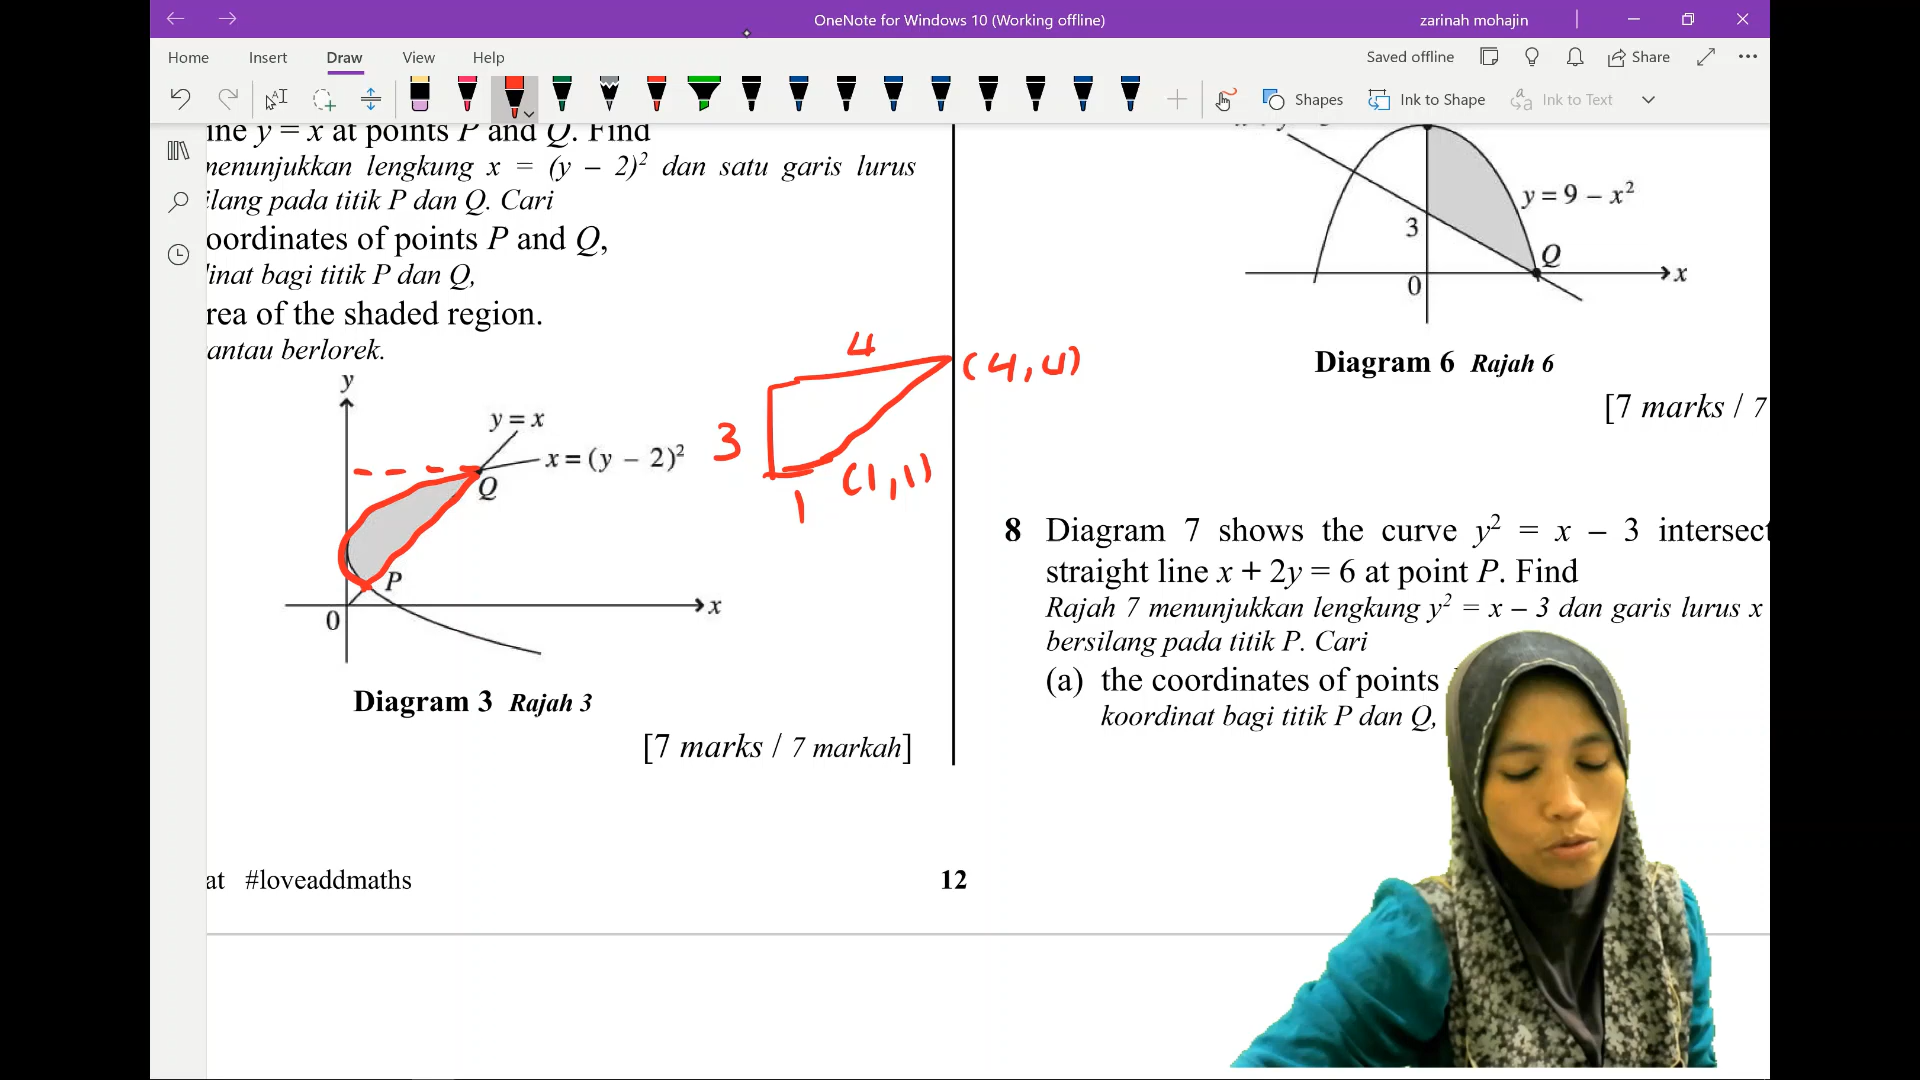 OneNote for Windows 10 (Working offline)
zarinah mohajin
Home Insert Draw View Help
Saved offline
Share
Shapes
Ink to Shape
Ink to Text
ine y = x at points P and Q. Find
menunjukkan lengkung x = (y – 2)² dan satu garis lurus
ilang pada titik P dan Q. Cari
oordinates of points P and Q,
linat bagi titik P dan Q,
rea of the shaded region.
antau berlorek.
y
y = x
x = (y – 2)²
Q
P
0
x
Diagram 3 Rajah 3
[7 marks / 7 markah]
4
(4,4)
3
(1,1)
1
at #loveaddmaths
12
y = 9 – x²
3
Q
0
x
Diagram 6 Rajah 6
[7 marks / 7
8 Diagram 7 shows the curve y² = x – 3 intersect
straight line x + 2y = 6 at point P. Find
Rajah 7 menunjukkan lengkung y² = x – 3 dan garis lurus x
bersilang pada titik P. Cari
(a) the coordinates of points
koordinat bagi titik P dan Q,